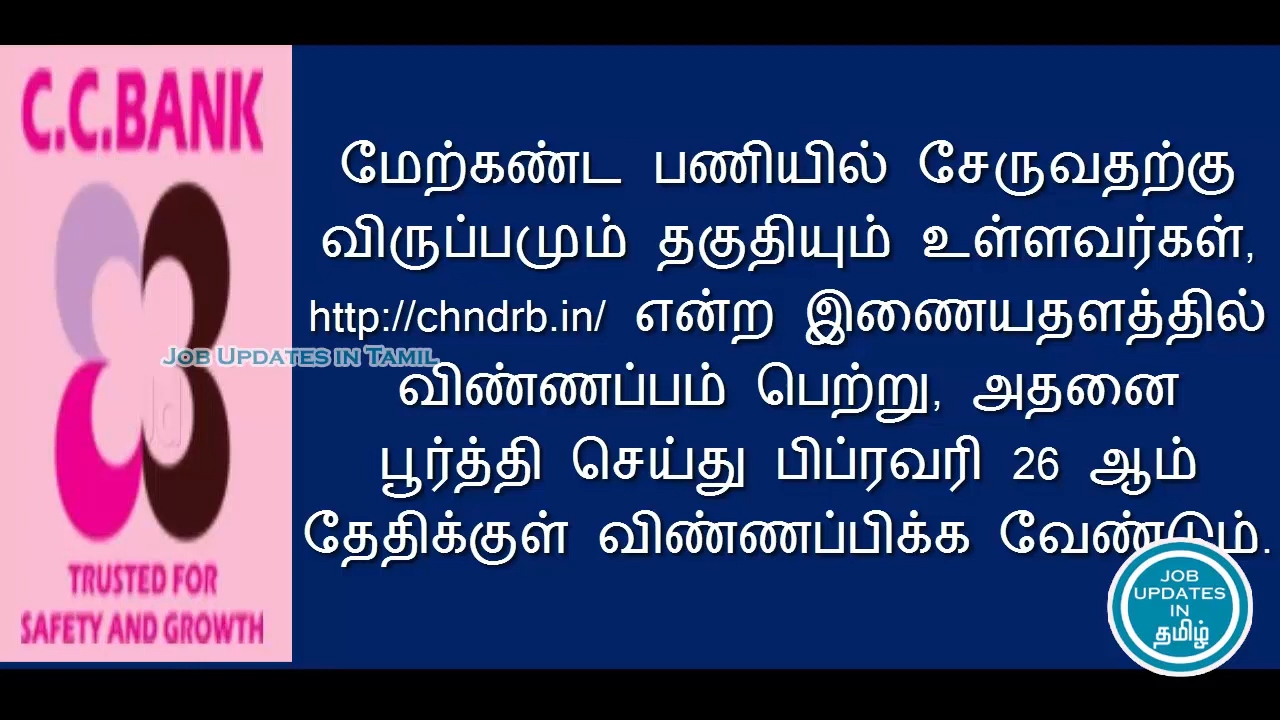 C.C.BANK
TRUSTED FOR
SAFETY AND GROWTH
மேற்கண்ட பணியில் சேருவதற்கு
விருப்பமும் தகுதியும் உள்ளவர்கள்,
http://chndrb.in/ என்ற இணையதளத்தில்
விண்ணப்பம் பெற்று, அதனை
பூர்த்தி செய்து பிப்ரவரி 26 ஆம்
தேதிக்குள் விண்ணப்பிக்க வேண்டும்.
JOB UPDATES IN TAMIL
JOB
UPDATES
IN
தமிழ்